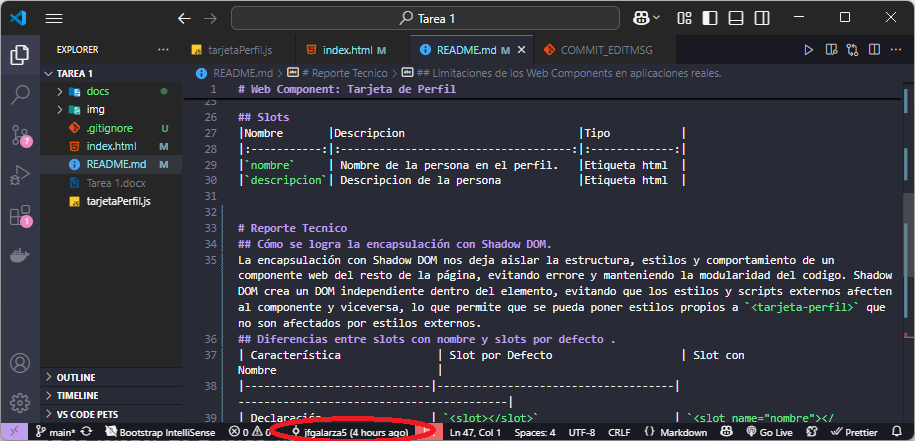 Tarea 1
EXPLORER
TAREA 1
docs
img
.gitignore U
index.html M
README.md M
Tarea 1.docx
tarjetaPerfil.js
OUTLINE
TIMELINE
VS CODE PETS
7
1
tarjetaPerfil.js
index.html M
README.md M
COMMIT_EDITMSG
README.md > # Reporte Tecnico > ## Limitaciones de los Web Components en aplicaciones reales.
1 # Web Component: Tarjeta de Perfil
25
26 ## Slots
27 |Nombre |Descripcion |Tipo |
28 |:-----------:|:-----------------------------------:|:------------:|
29 |`nombre` | Nombre de la persona en el perfil. |Etiqueta html |
30 |`descripcion`| Descripcion de la persona |Etiqueta html |
31
32
33 # Reporte Tecnico
34 ## Cómo se logra la encapsulación con Shadow DOM.
35 La encapsulación con Shadow DOM nos deja aislar la estructura, estilos y comportamiento de un
componente web del resto de la página, evitando errore y manteniendo la modularidad del codigo. Shadow
DOM crea un DOM independiente dentro del elemento, evitando que los estilos y scripts externos afecten
al componente y viceversa, lo que permite que se pueda poner estilos propios a `<tarjeta-perfil>` que
no son afectados por estilos externos.
36 ## Diferencias entre slots con nombre y slots por defecto .
37 | Característica | Slot por Defecto | Slot con
Nombre |
38 |-----------------------------|-----------------------------------|
-----------------------------------------|
39 | Declaración | `<slot></slot>` | `<slot name="nombre"></
main* Bootstrap IntelliSense 0 0 jfgalarza5 (4 hours ago) Ln 47, Col 1 Spaces: 4 UTF-8 CRLF {} Markdown Go Live Prettier